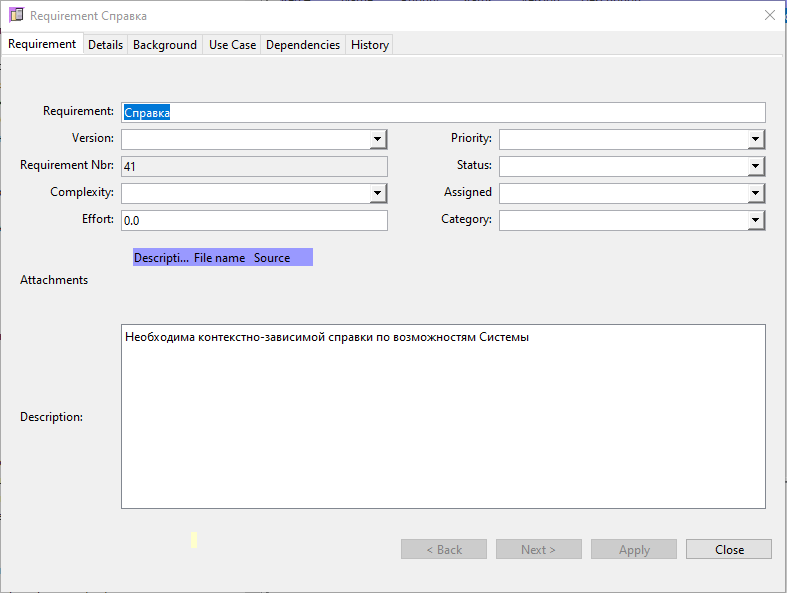 Requirement Справка
Requirement Details Background Use Case Dependencies History
Requirement: Справка
Version: Priority:
Requirement Nbr: 41 Status:
Complexity: Assigned
Effort: 0.0 Category:
Descripti... File name Source
Attachments
Необходима контекстно-зависимой справки по возможностям Системы
Description:
< Back Next > Apply Close